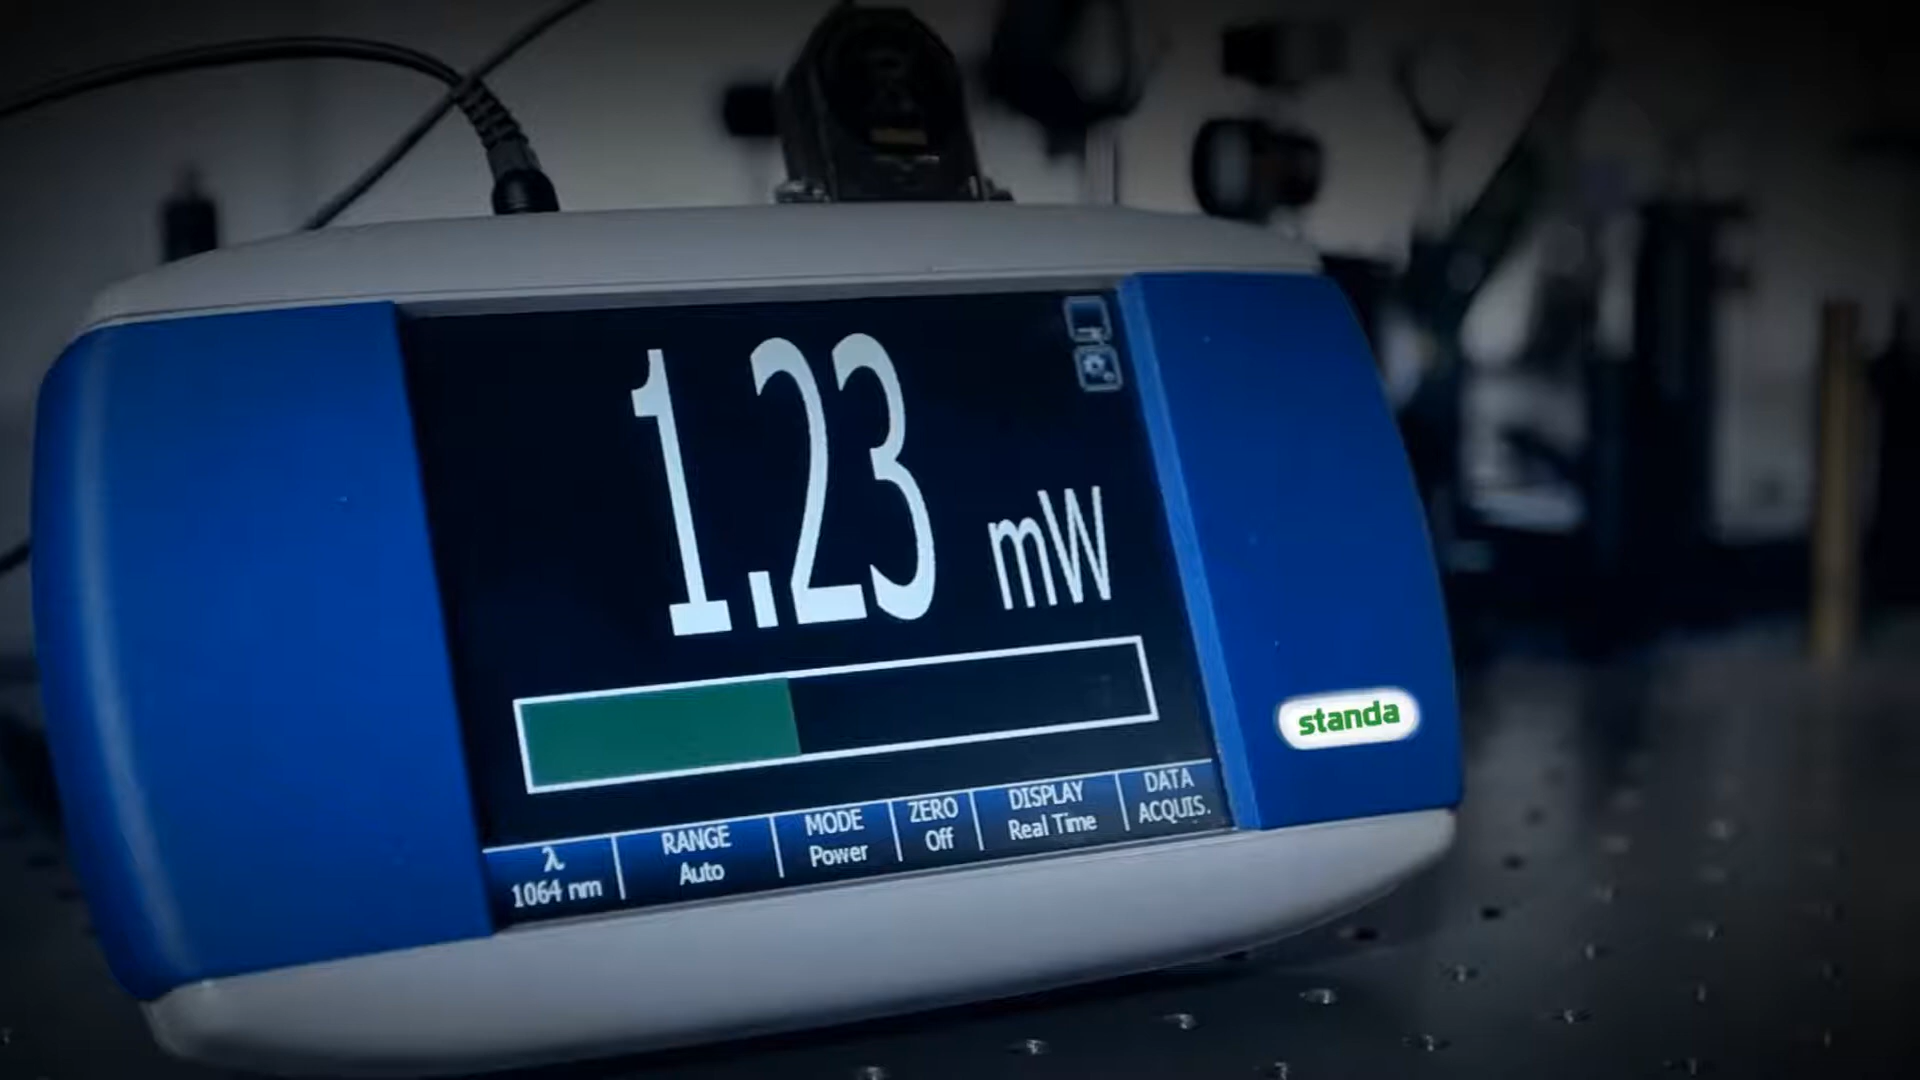 1.23 mW
standa
λ
1064 nm
RANGE
Auto
MODE
Power
ZERO
Off
DISPLAY
Real Time
DATA
ACQUIS.